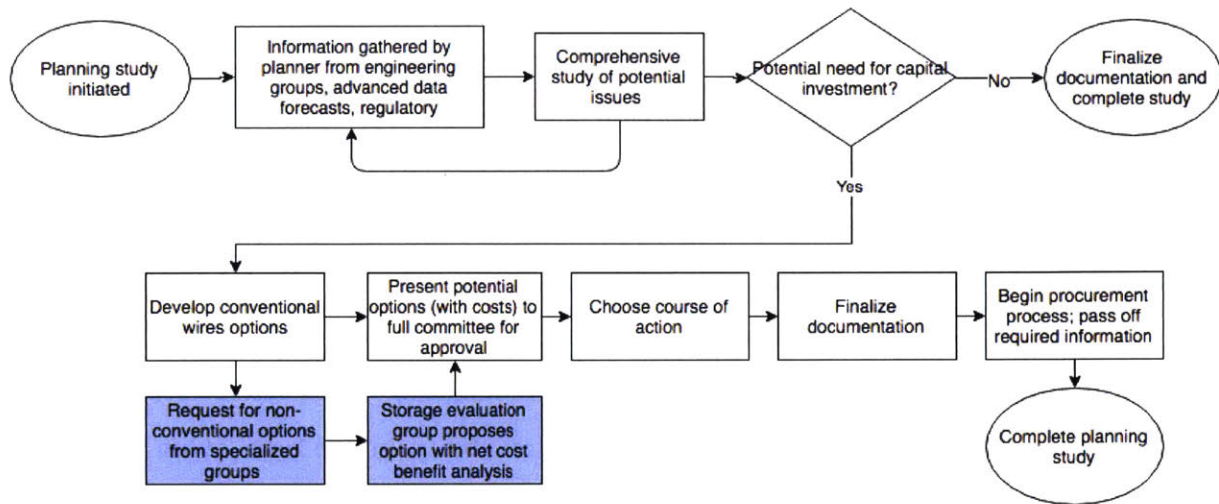 Planning study
initiated
Information gathered by
planner from engineering
groups, advanced data
forecasts, regulatory
Comprehensive
study of potential
issues
Potential need for capital
investment?
No
Finalize
documentation and
complete study
Yes
Develop conventional
wires options
Present potential
options (with costs) to
full committee for
approval
Choose course of
action
Finalize
documentation
Begin procurement
process; pass off
required information
Request for non-
conventional options
from specialized
groups
Storage evaluation
group proposes
option with net cost
benefit analysis
Complete planning
study